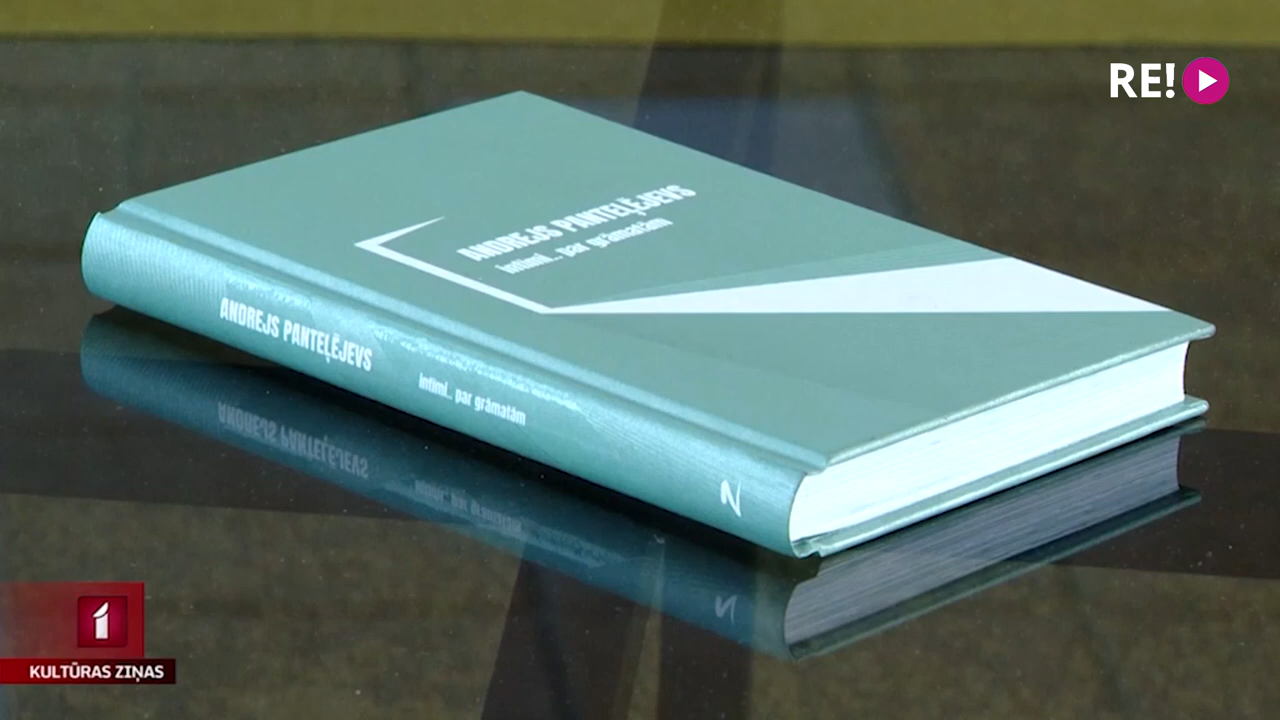 RE!
ANDREJS PANTEĻĒJEVS
intīmi.. par grāmatām
ANDREJS PANTEĻĒJEVS
intīmi.. par grāmatām
1
KULTŪRAS ZIŅAS